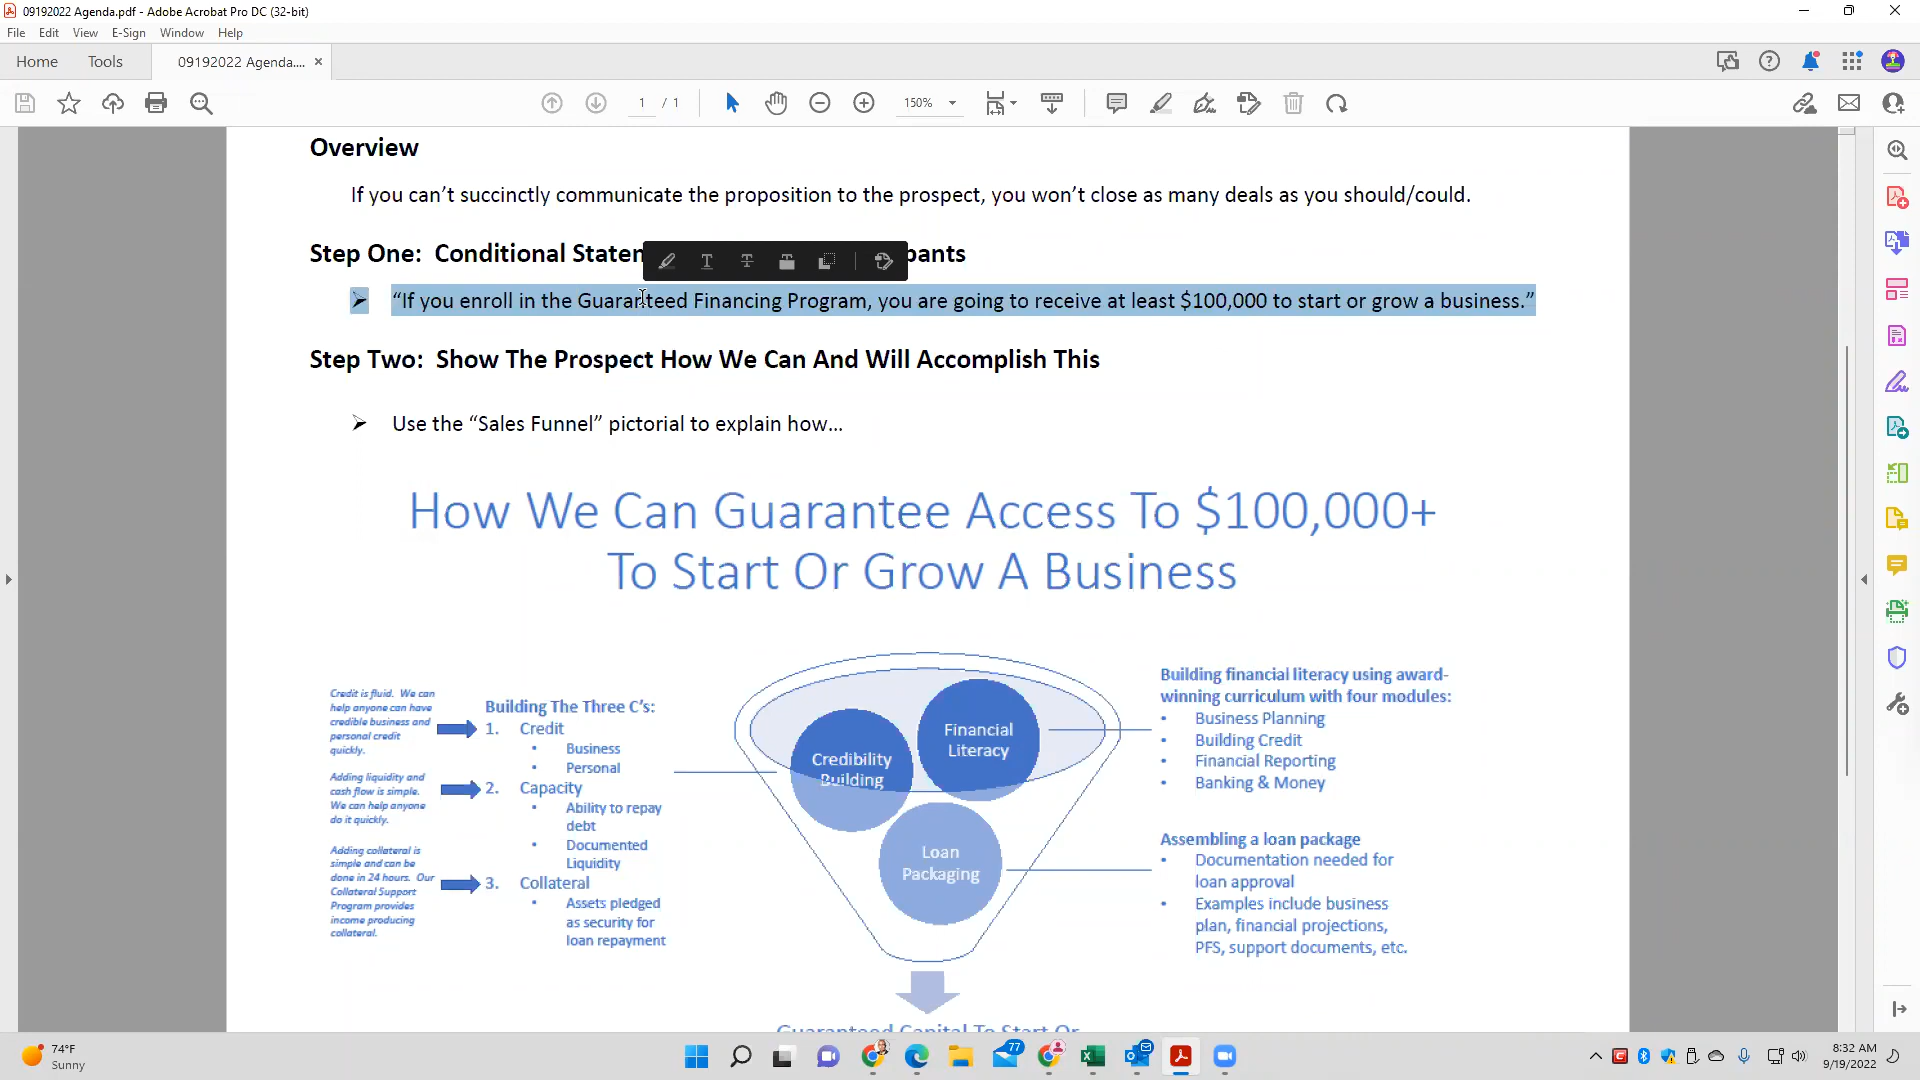 09192022 Agenda.pdf - Adobe Acrobat Pro DC (32-bit)
File Edit View E-Sign Window Help
Home Tools 09192022 Agenda.... ×
1 / 1 150%
Overview
If you can’t succinctly communicate the proposition to the prospect, you won’t close as many deals as you should/could.
Step One: Conditional Statem pants
➢ “If you enroll in the Guaranteed Financing Program, you are going to receive at least $100,000 to start or grow a business.”
Step Two: Show The Prospect How We Can And Will Accomplish This
➢ Use the “Sales Funnel” pictorial to explain how…
How We Can Guarantee Access To $100,000+
To Start Or Grow A Business
Credit is fluid. We can
help anyone can have
credible business and
personal credit
quickly.
Adding liquidity and
cash flow is simple.
We can help anyone
do it quickly.
Adding collateral is
simple and can be
done in 24 hours. Our
Collateral Support
Program provides
income producing
collateral.
Building The Three C’s:
1. Credit
• Business
• Personal
2. Capacity
• Ability to repay
debt
• Documented
Liquidity
3. Collateral
• Assets pledged
as security for
loan repayment
Credibility
Building
Financial
Literacy
Loan
Packaging
Building financial literacy using award-
winning curriculum with four modules:
• Business Planning
• Building Credit
• Financial Reporting
• Banking & Money
Assembling a loan package
• Documentation needed for
loan approval
• Examples include business
plan, financial projections,
PFS, support documents, etc.
Guaranteed Capital To Start Or
74°F
Sunny
77
8:32 AM
9/19/2022